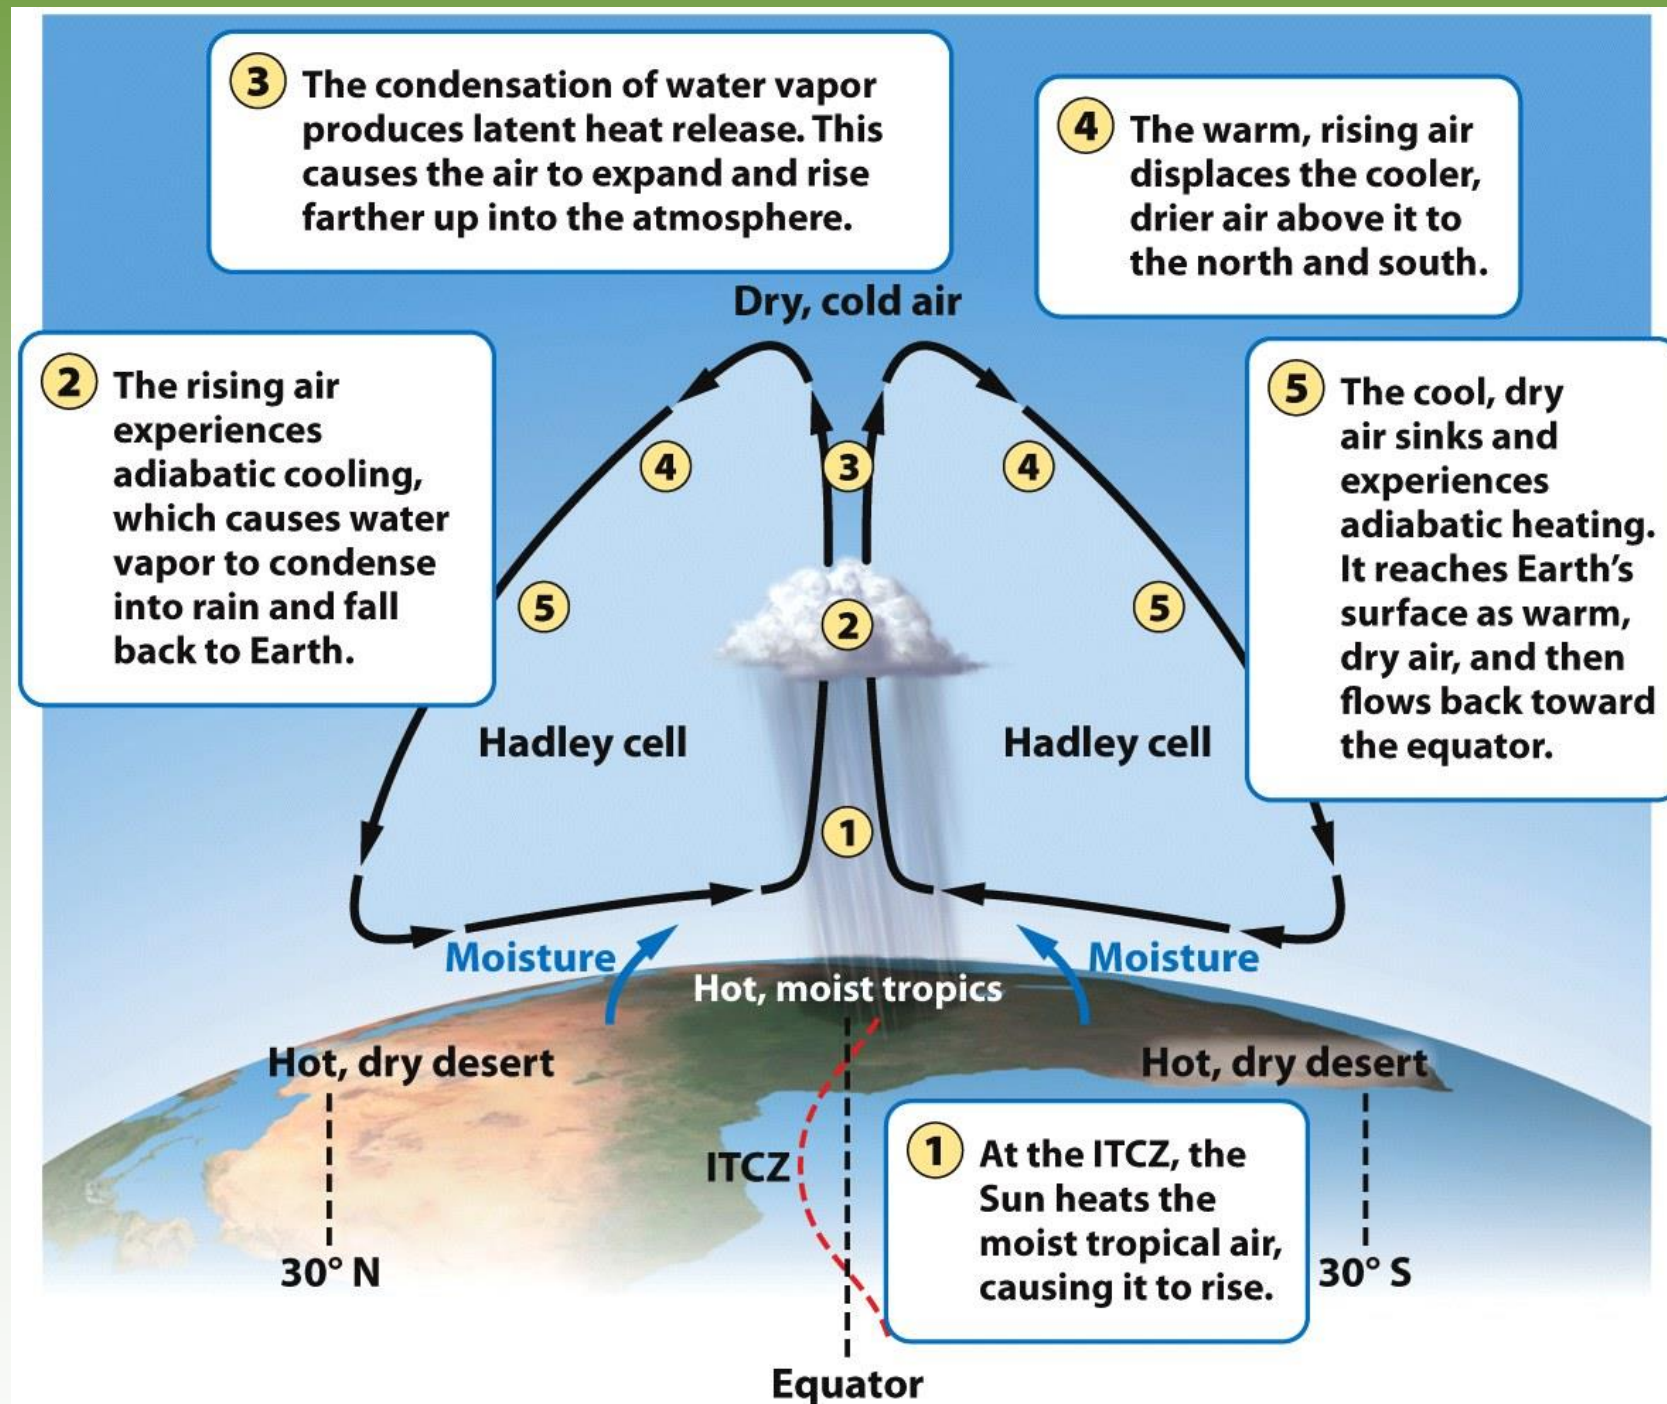 3 The condensation of water vapor
produces latent heat release. This
causes the air to expand and rise
farther up into the atmosphere.
4 The warm, rising air
displaces the cooler,
drier air above it to
the north and south.
Dry, cold air
2 The rising air
experiences
adiabatic cooling,
which causes water
vapor to condense
into rain and fall
back to Earth.
5 The cool, dry
air sinks and
experiences
adiabatic heating.
It reaches Earth's
surface as warm,
dry air, and then
flows back toward
the equator.
4 3 4
5 2 5
Hadley cell Hadley cell
1
Moisture Moisture
Hot, moist tropics
Hot, dry desert Hot, dry desert
ITCZ
1 At the ITCZ, the
Sun heats the
moist tropical air,
causing it to rise.
30° N 30° S
Equator